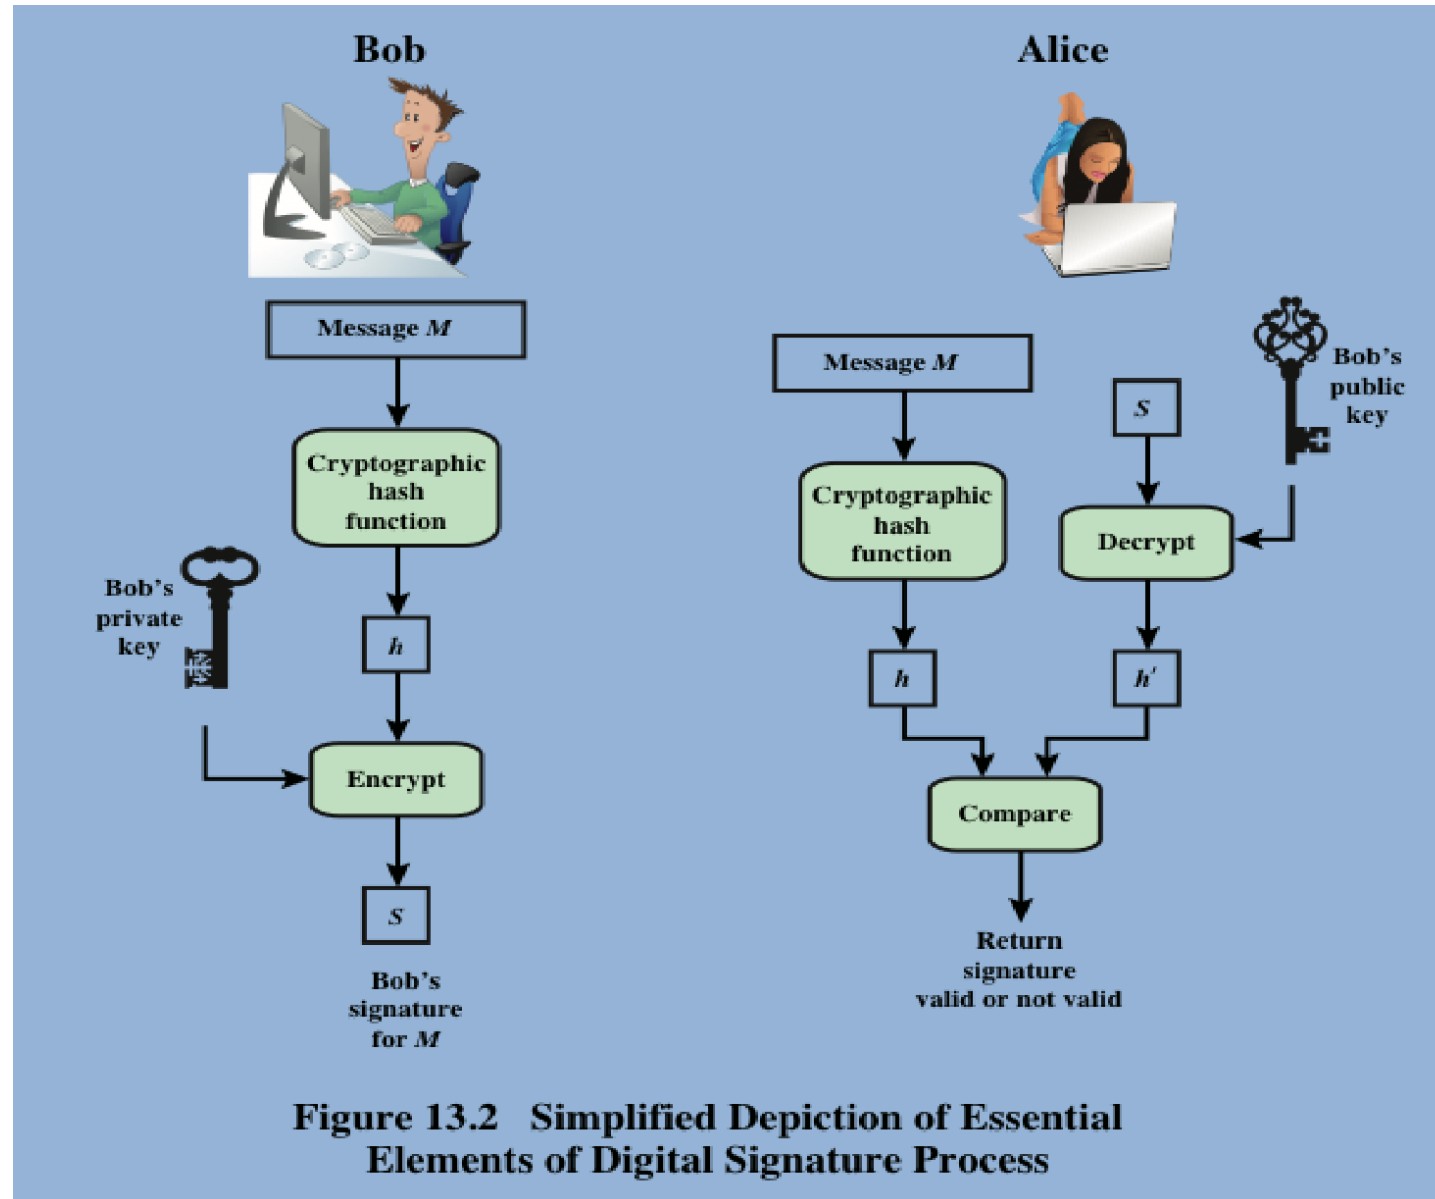 Bob
Message M
Cryptographic
hash
function
Bob's
private
key
h
Encrypt
S
Bob's
signature
for M
Alice
Message M
S
Bob's
public
key
Cryptographic
hash
function
Decrypt
h
h'
Compare
Return
signature
valid or not valid
Figure 13.2 Simplified Depiction of Essential
Elements of Digital Signature Process